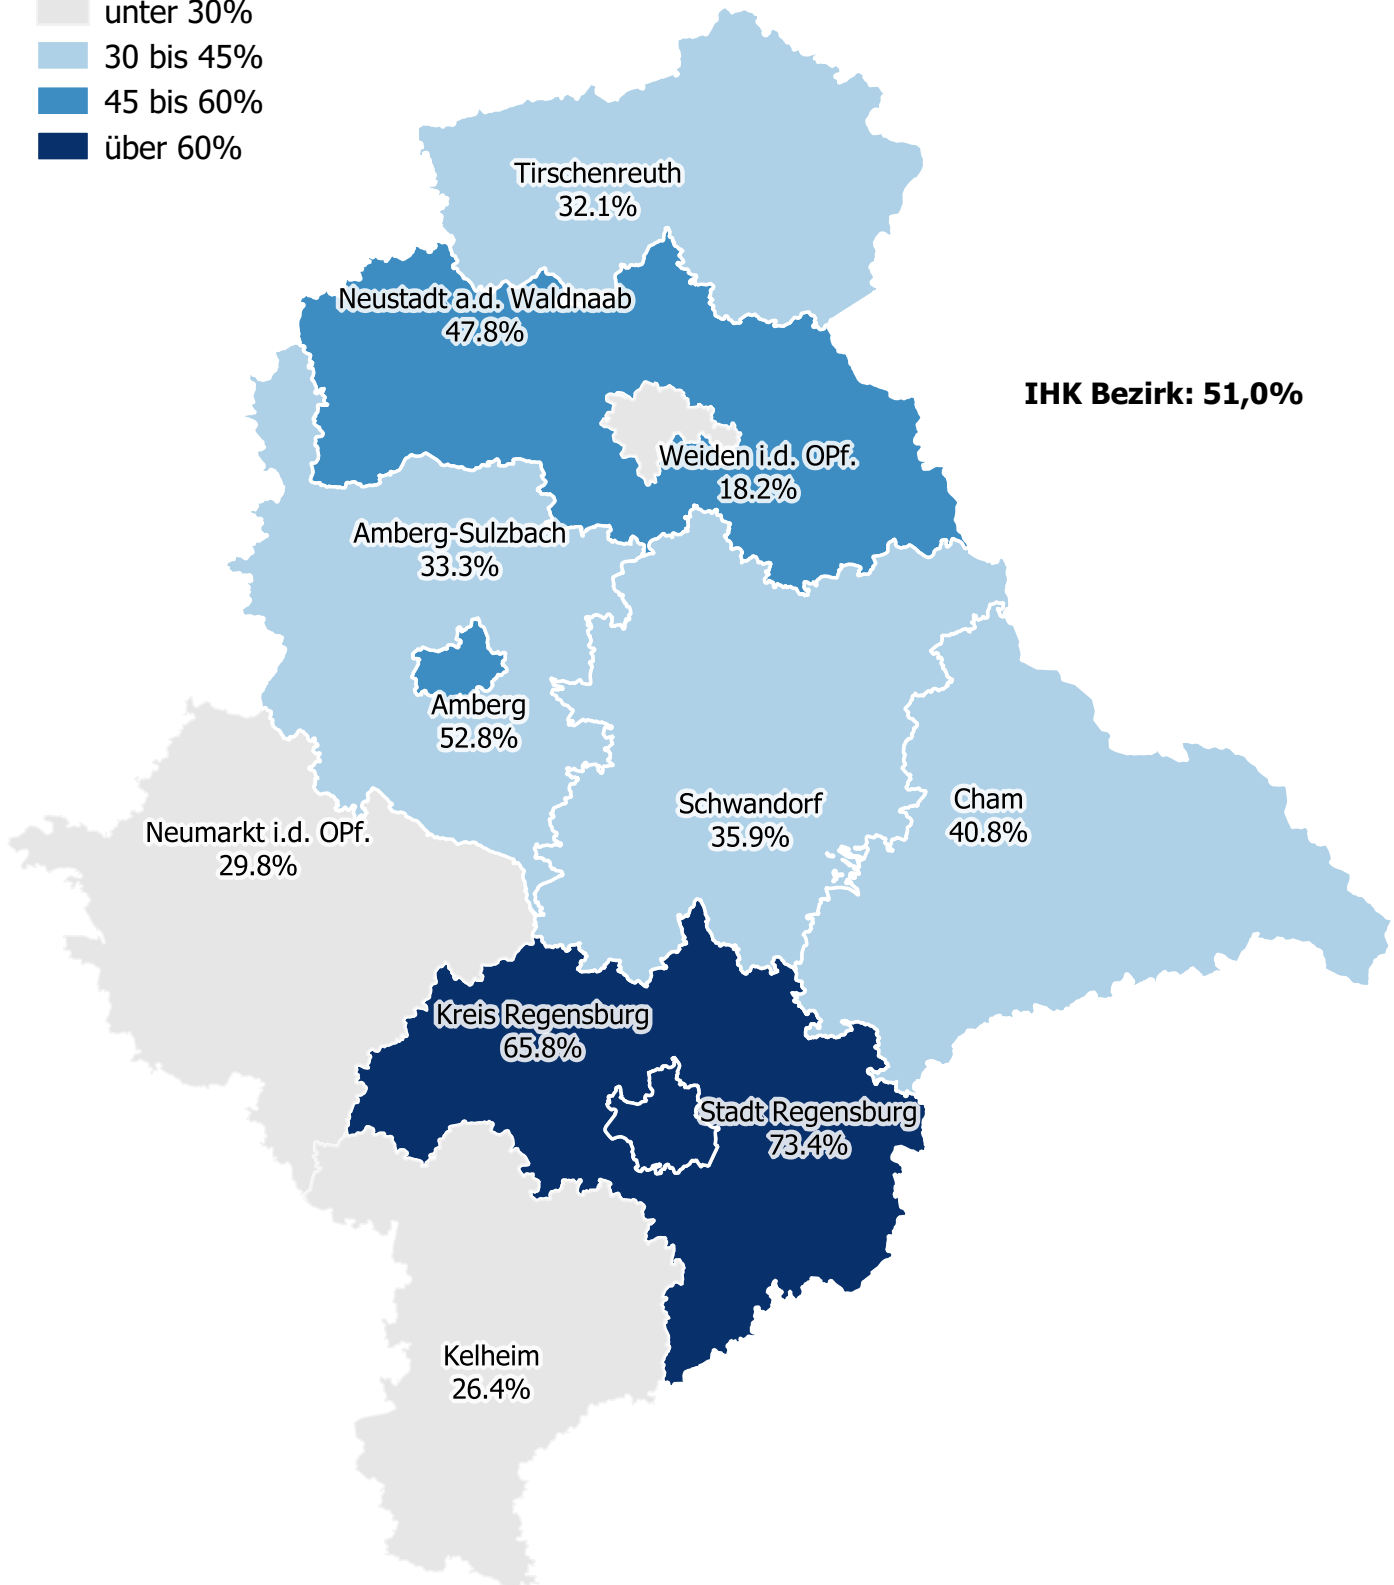 unter 30%
30 bis 45%
45 bis 60%
über 60%
Tirschenreuth
32.1%
Neustadt a.d. Waldnaab
47.8%
IHK Bezirk: 51,0%
Weiden i.d. OPf.
18.2%
Amberg-Sulzbach
33.3%
Amberg
52.8%
Schwandorf
35.9%
Cham
40.8%
Neumarkt i.d. OPf.
29.8%
Kreis Regensburg
65.8%
Stadt Regensburg
73.4%
Kelheim
26.4%